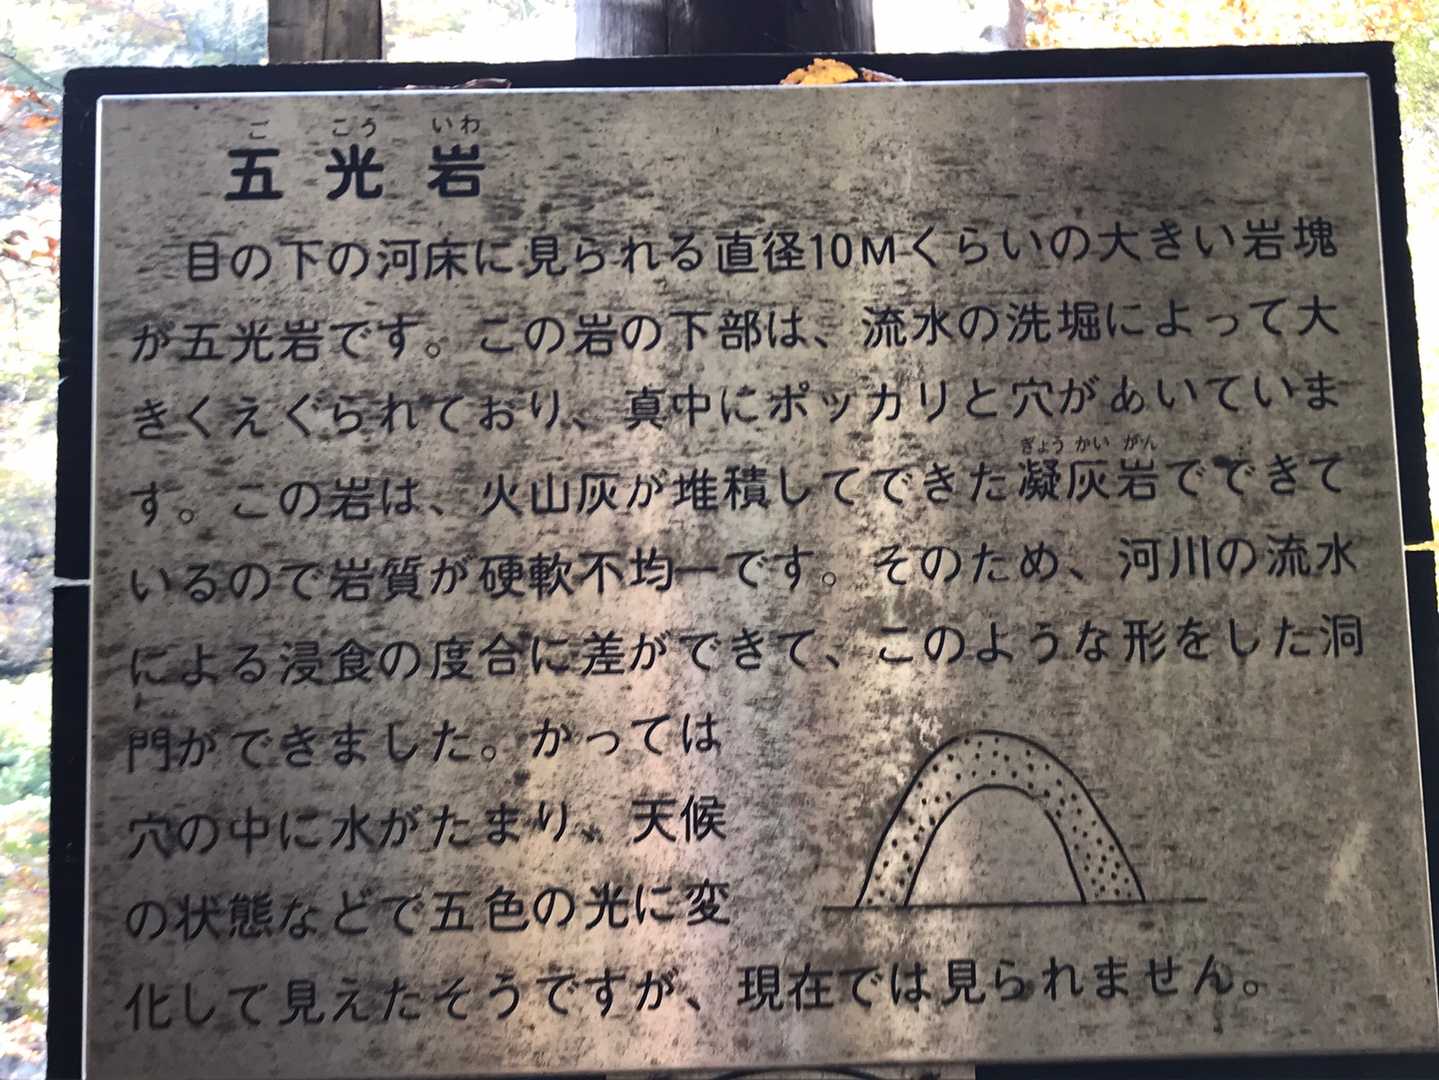 ご こう いわ
五光岩
目の下の河床に見られる直径10Mくらいの大きい岩塊
が五光岩です。この岩の下部は、流水の洗堀によって大
きくえぐられており、真中にポッカリと穴があいていま
ぎょう かい がん
す。この岩は、火山灰が堆積してできた凝灰岩でできて
いるので岩質が硬軟不均一です。そのため、河川の流水
による浸食の度合に差ができて、このような形をした洞
門ができました。かっては
穴の中に水がたまり、天候
の状態などで五色の光に変
化して見えたそうですが、現在では見られません。